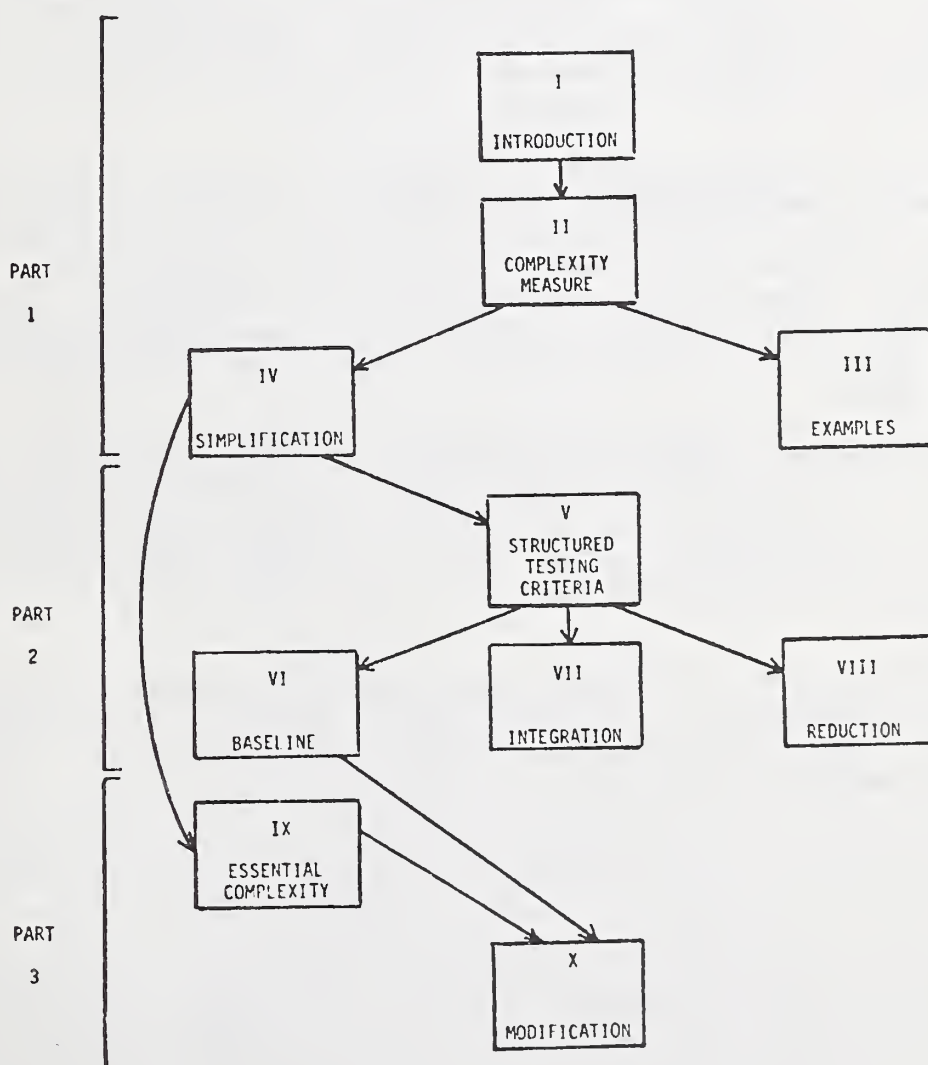 I
INTRODUCTION
II
COMPLEXITY
MEASURE
PART
1
IV
SIMPLIFICATION
III
EXAMPLES
V
STRUCTURED
TESTING
CRITERIA
PART
2
VI
BASELINE
VII
INTEGRATION
VIII
REDUCTION
IX
ESSENTIAL
COMPLEXITY
PART
3
X
MODIFICATION